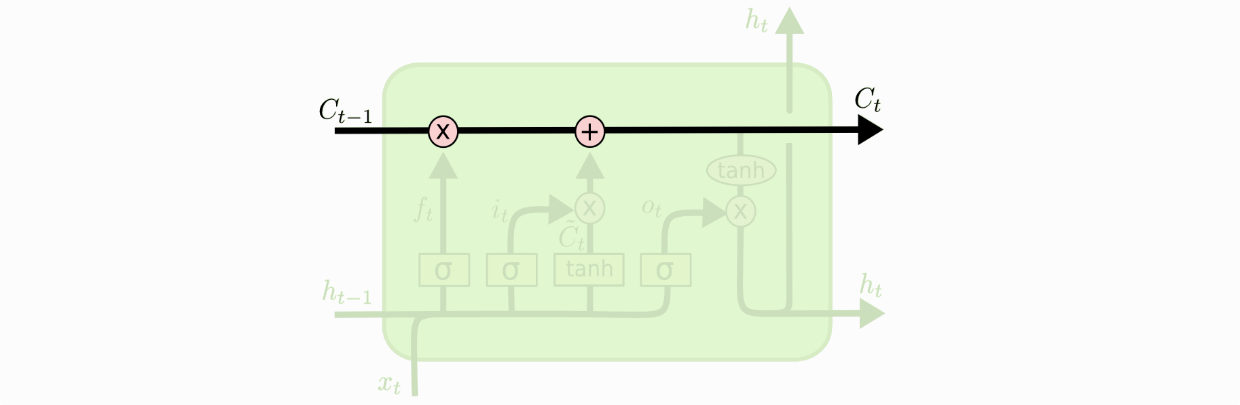 h_t
C_{t-1}
C_t
x
+
tanh
f_t
i_t
x
o_t
x
C̃_t
σ
σ
tanh
σ
h_{t-1}
h_t
x_t